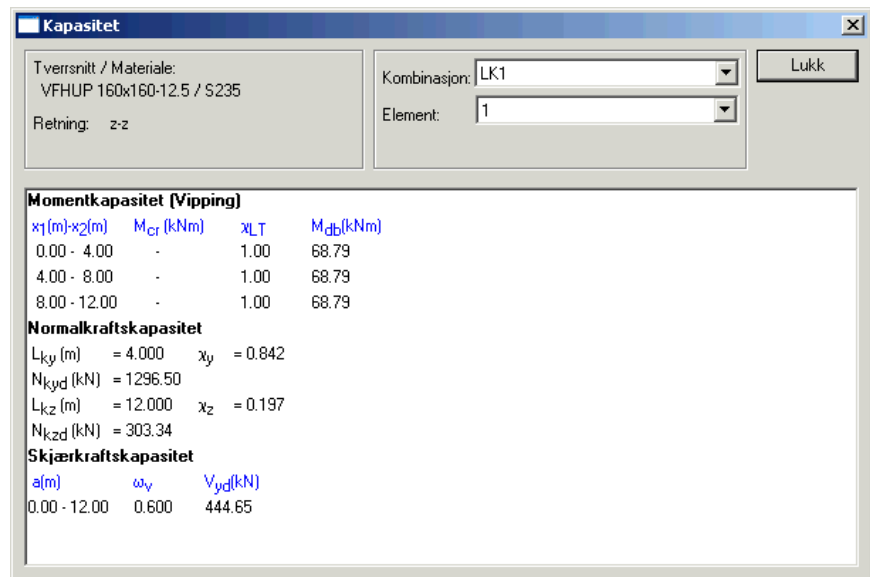 Kapasitet
Tverrsnitt / Materiale:
VFHUP 160x160-12.5 / S235
Retning: z-z
Kombinasjon: LK1
Element: 1
Lukk
Momentkapasitet (Vipping)
x1(m)-x2(m) Mcr (kNm) χLT Mdb(kNm)
0.00 - 4.00 - 1.00 68.79
4.00 - 8.00 - 1.00 68.79
8.00 - 12.00 - 1.00 68.79
Normalkraftskapasitet
Lky (m) = 4.000 χy = 0.842
Nkyd (kN) = 1296.50
Lkz (m) = 12.000 χz = 0.197
Nkzd (kN) = 303.34
Skjærkraftskapasitet
a(m) ωv Vyd(kN)
0.00 - 12.00 0.600 444.65